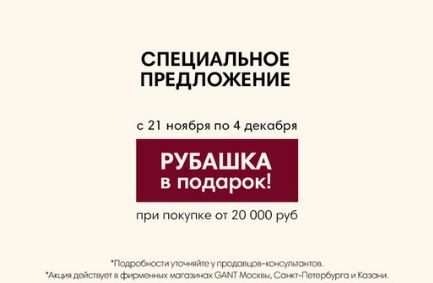 СПЕЦИАЛЬНОЕ
ПРЕДЛОЖЕНИЕ
с 21 ноября по 4 декабря
РУБАШКА
в подарок!
при покупке от 20 000 руб
*Подробности уточняйте у продавцов-консультантов.
*Акция действует в фирменных магазинах GANT Москвы, Санкт-Петербурга и Казани.